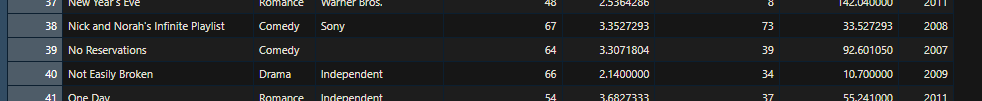 37 New Year's Eve Romance Warner Bros. 48 2.5364286 8 142.040000 2011
38 Nick and Norah's Infinite Playlist Comedy Sony 67 3.3527293 73 33.527293 2008
39 No Reservations Comedy 64 3.3071804 39 92.601050 2007
40 Not Easily Broken Drama Independent 66 2.1400000 34 10.700000 2009
41 One Day Romance Independent 54 3.6827333 37 55.241000 2011